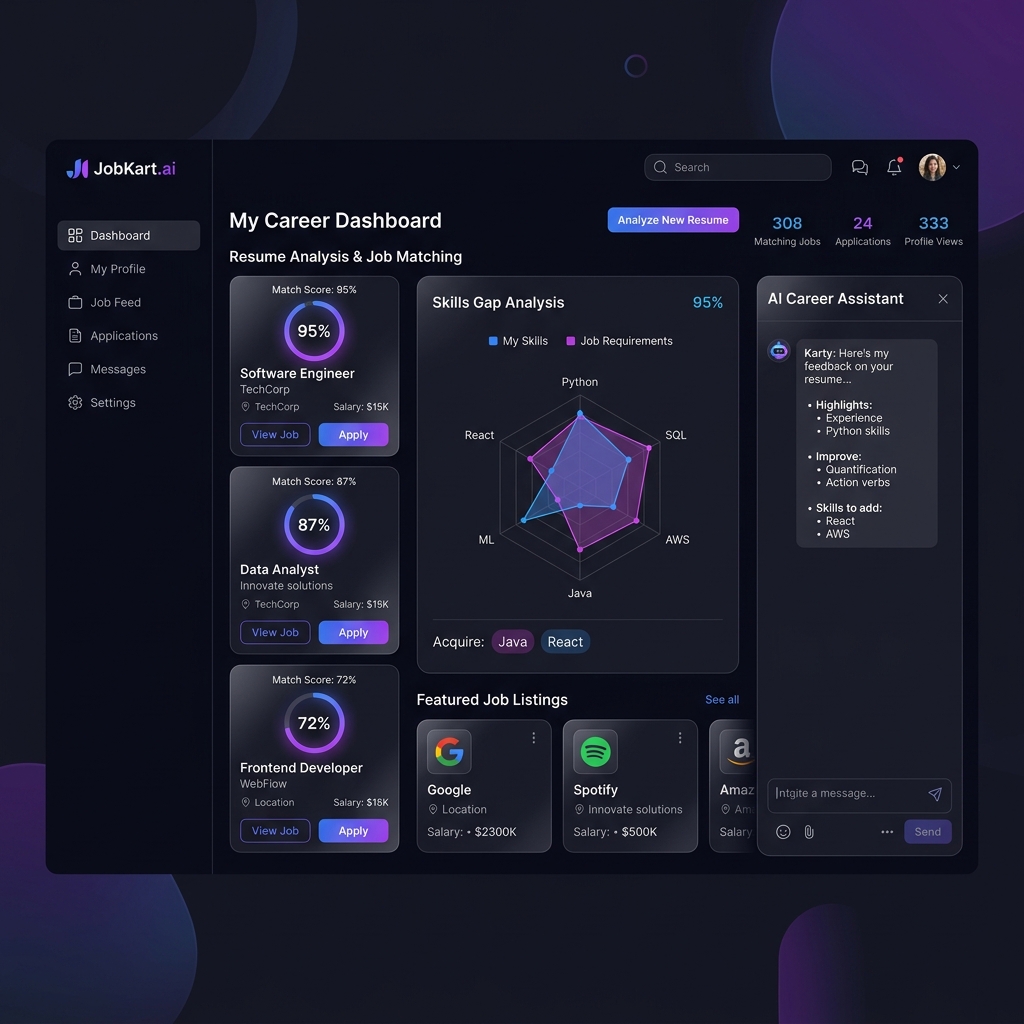 JobKart.ai
Search
Dashboard
My Profile
Job Feed
Applications
Messages
Settings
My Career Dashboard
Analyze New Resume
308
Matching Jobs
24
Applications
333
Profile Views
Resume Analysis & Job Matching
Match Score: 95%
95%
Software Engineer
TechCorp
TechCorp Salary: $15K
View Job Apply
Match Score: 87%
87%
Data Analyst
Innovate solutions
TechCorp Salary: $15K
View Job Apply
Match Score: 72%
72%
Frontend Developer
WebFlow
Location Salary: $15K
View Job Apply
Skills Gap Analysis 95%
My Skills Job Requirements
Python
React SQL
ML AWS
Java
Acquire: Java React
Featured Job Listings See all
Google
Location
Salary: • $2300K
Spotify
Innovate solutions
Salary: • $500K
a
Amaz
Am
Salary
AI Career Assistant
Karty: Here's my
feedback on your
resume...
• Highlights:
• Experience
• Python skills
• Improve:
• Quantification
• Action verbs
• Skills to add:
• React
• AWS
Intgite a message...
Send